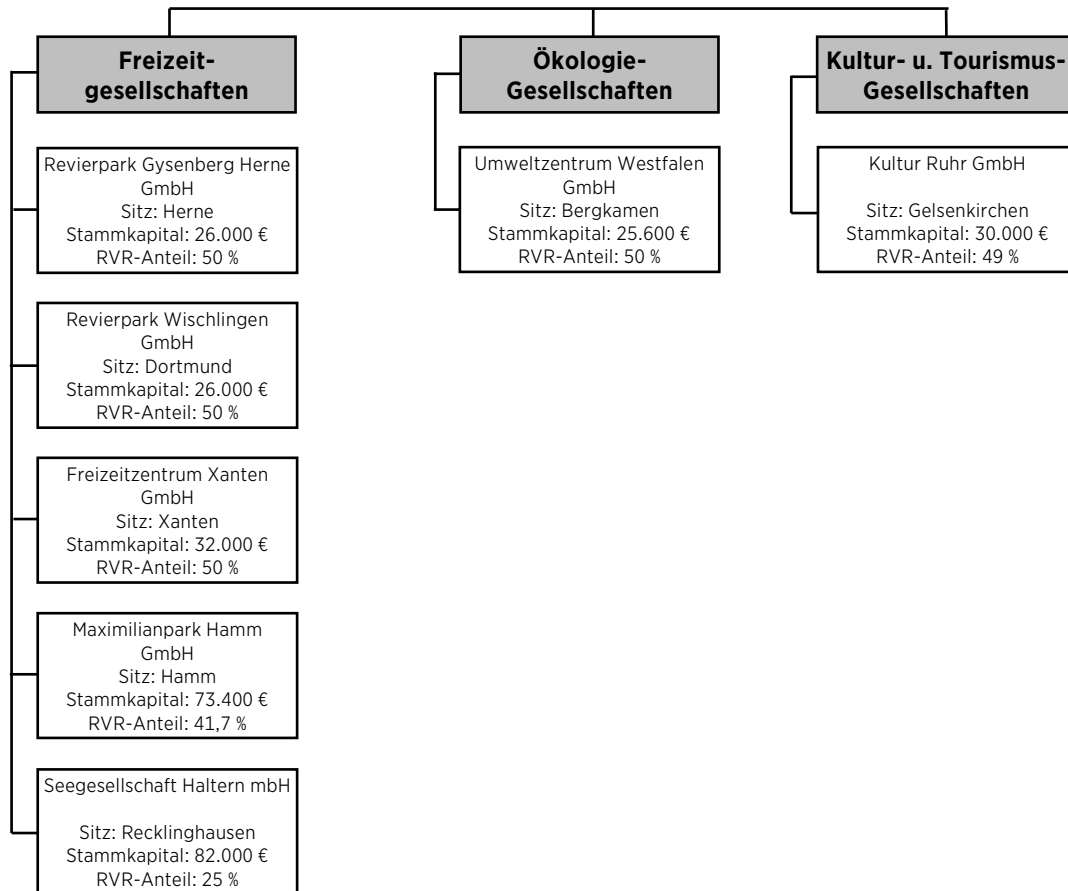 Freizeit-
gesellschaften
Revierpark Gysenberg Herne
GmbH
Sitz: Herne
Stammkapital: 26.000 €
RVR-Anteil: 50 %
Revierpark Wischlingen
GmbH
Sitz: Dortmund
Stammkapital: 26.000 €
RVR-Anteil: 50 %
Freizeitzentrum Xanten
GmbH
Sitz: Xanten
Stammkapital: 32.000 €
RVR-Anteil: 50 %
Maximilianpark Hamm
GmbH
Sitz: Hamm
Stammkapital: 73.400 €
RVR-Anteil: 41,7 %
Seegesellschaft Haltern mbH
Sitz: Recklinghausen
Stammkapital: 82.000 €
RVR-Anteil: 25 %
Ökologie-
Gesellschaften
Umweltzentrum Westfalen
GmbH
Sitz: Bergkamen
Stammkapital: 25.600 €
RVR-Anteil: 50 %
Kultur- u. Tourismus-
Gesellschaften
Kultur Ruhr GmbH
Sitz: Gelsenkirchen
Stammkapital: 30.000 €
RVR-Anteil: 49 %